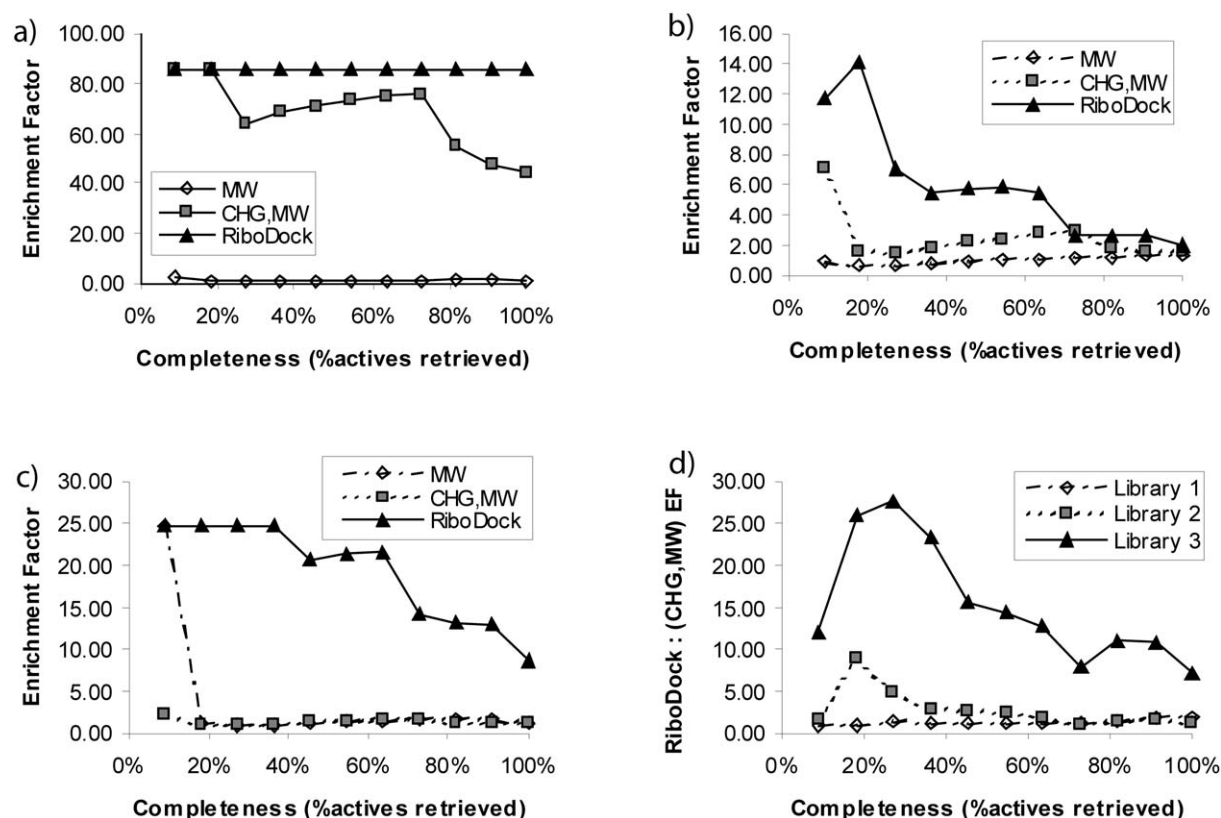 a)
100.00
80.00
60.00
40.00
20.00
0.00
Enrichment Factor
MW
CHG,MW
RiboDock
0% 20% 40% 60% 80% 100%
Completeness (%actives retrieved)
b)
16.00
14.00
12.00
10.00
8.00
6.00
4.00
2.00
0.00
Enrichment Factor
MW
CHG,MW
RiboDock
0% 20% 40% 60% 80% 100%
Completeness (%actives retrieved)
c)
30.00
25.00
20.00
15.00
10.00
5.00
0.00
Enrichment Factor
MW
CHG,MW
RiboDock
0% 20% 40% 60% 80% 100%
Completeness (%actives retrieved)
d)
30.00
25.00
20.00
15.00
10.00
5.00
0.00
RiboDock : (CHG,MW) EF
Library 1
Library 2
Library 3
0% 20% 40% 60% 80% 100%
Completeness (%actives retrieved)